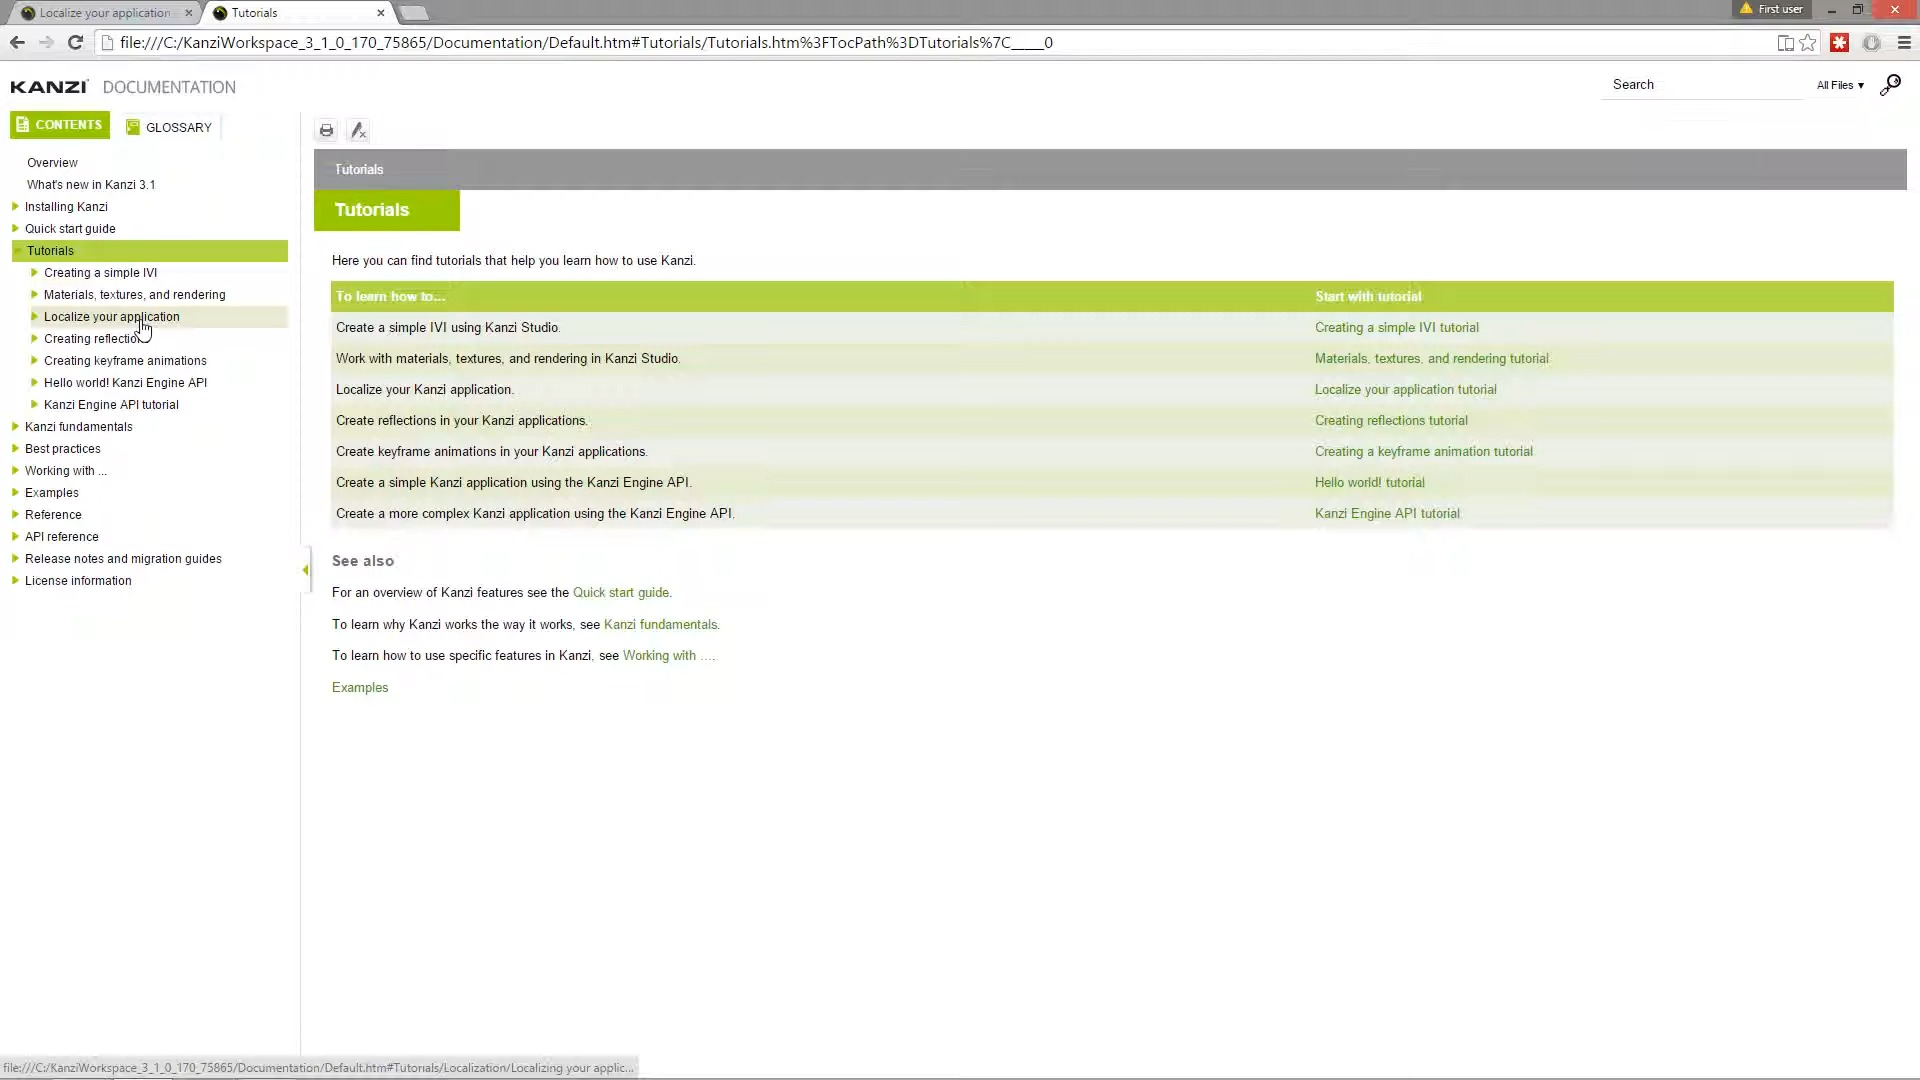 Localize your application
Tutorials
First user
file:///C:/KanziWorkspace_3_1_0_170_75865/Documentation/Default.htm#Tutorials/Tutorials.htm%3FTocPath%3DTutorials%7C_____0
KANZI DOCUMENTATION
Search
All Files
CONTENTS
GLOSSARY
Overview
What's new in Kanzi 3.1
Installing Kanzi
Quick start guide
Tutorials
Creating a simple IVI
Materials, textures, and rendering
Localize your application
Creating reflection
Creating keyframe animations
Hello world! Kanzi Engine API
Kanzi Engine API tutorial
Kanzi fundamentals
Best practices
Working with ...
Examples
Reference
API reference
Release notes and migration guides
License information
Tutorials
Tutorials
Here you can find tutorials that help you learn how to use Kanzi.
To learn how to... Start with tutorial
Create a simple IVI using Kanzi Studio. Creating a simple IVI tutorial
Work with materials, textures, and rendering in Kanzi Studio. Materials, textures, and rendering tutorial
Localize your Kanzi application. Localize your application tutorial
Create reflections in your Kanzi applications. Creating reflections tutorial
Create keyframe animations in your Kanzi applications. Creating a keyframe animation tutorial
Create a simple Kanzi application using the Kanzi Engine API. Hello world! tutorial
Create a more complex Kanzi application using the Kanzi Engine API. Kanzi Engine API tutorial
See also
For an overview of Kanzi features see the Quick start guide.
To learn why Kanzi works the way it works, see Kanzi fundamentals.
To learn how to use specific features in Kanzi, see Working with ....
Examples
file:///C:/KanziWorkspace_3_1_0_170_75865/Documentation/Default.htm#Tutorials/Localization/Localizing your applic...